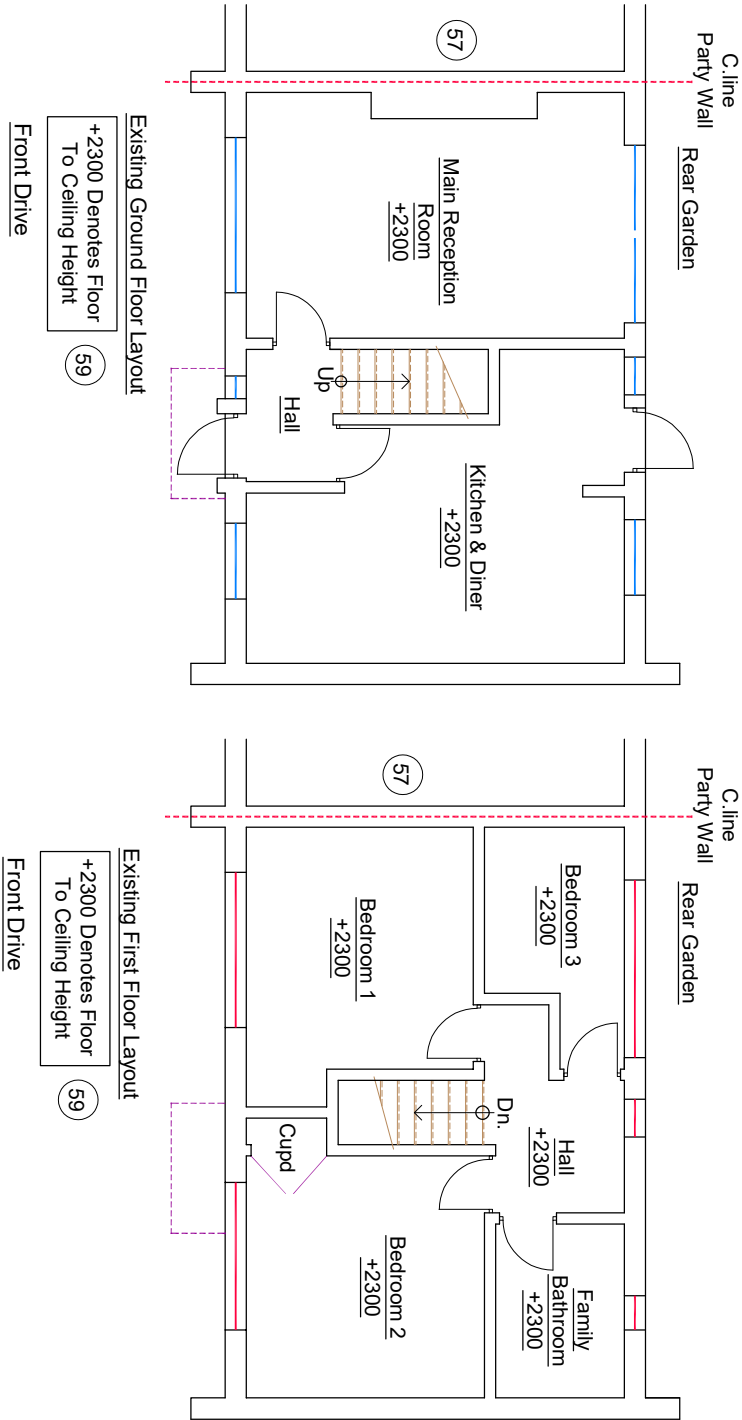 C.line
Party Wall
Rear Garden
57
Main Reception
Room
+2300
Up
Hall
Kitchen & Diner
+2300
Existing Ground Floor Layout
+2300 Denotes Floor
To Ceiling Height
59
Front Drive
C.line
Party Wall
Rear Garden
57
Bedroom 3
+2300
Bedroom 1
+2300
Dn.
Hall
+2300
Cupd
Family
Bathroom
+2300
Bedroom 2
+2300
Existing First Floor Layout
+2300 Denotes Floor
To Ceiling Height
59
Front Drive